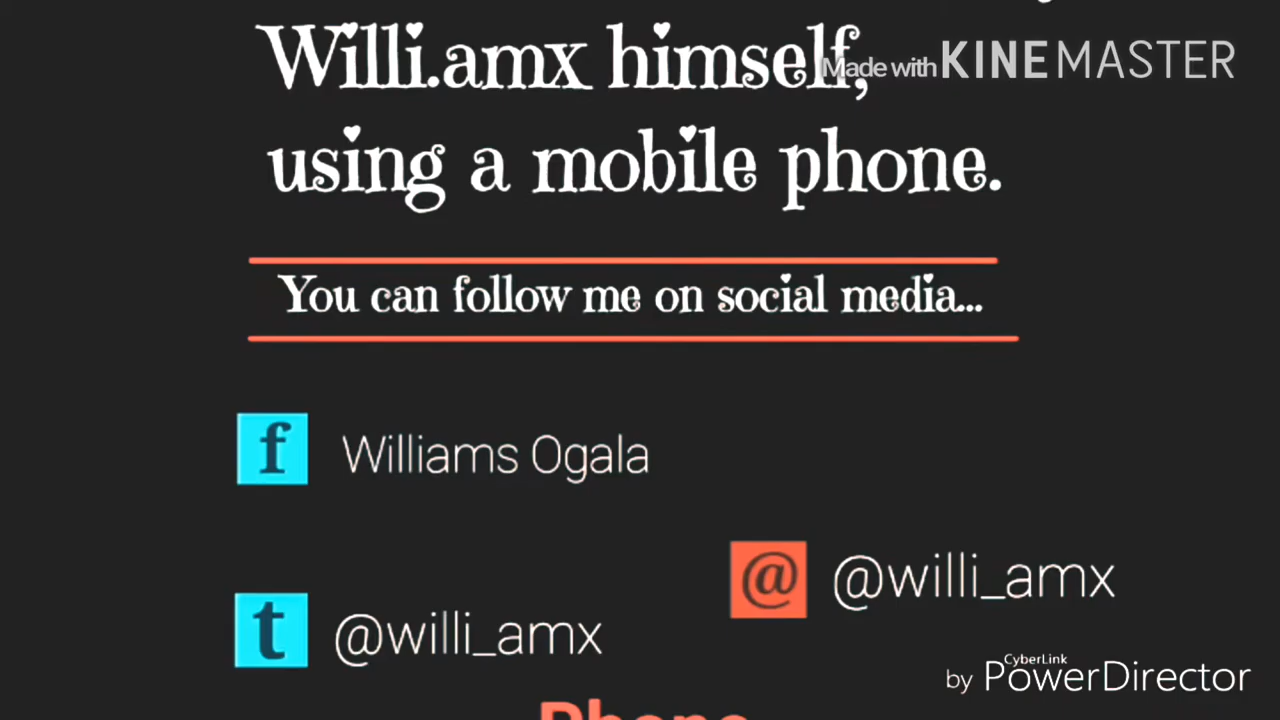 Willi.amx himself,
Made with KINEMASTER
using a mobile phone.
You can follow me on social media...
f Williams Ogala
@ @willi_amx
t @willi_amx
CyberLink
by PowerDirector
Phone